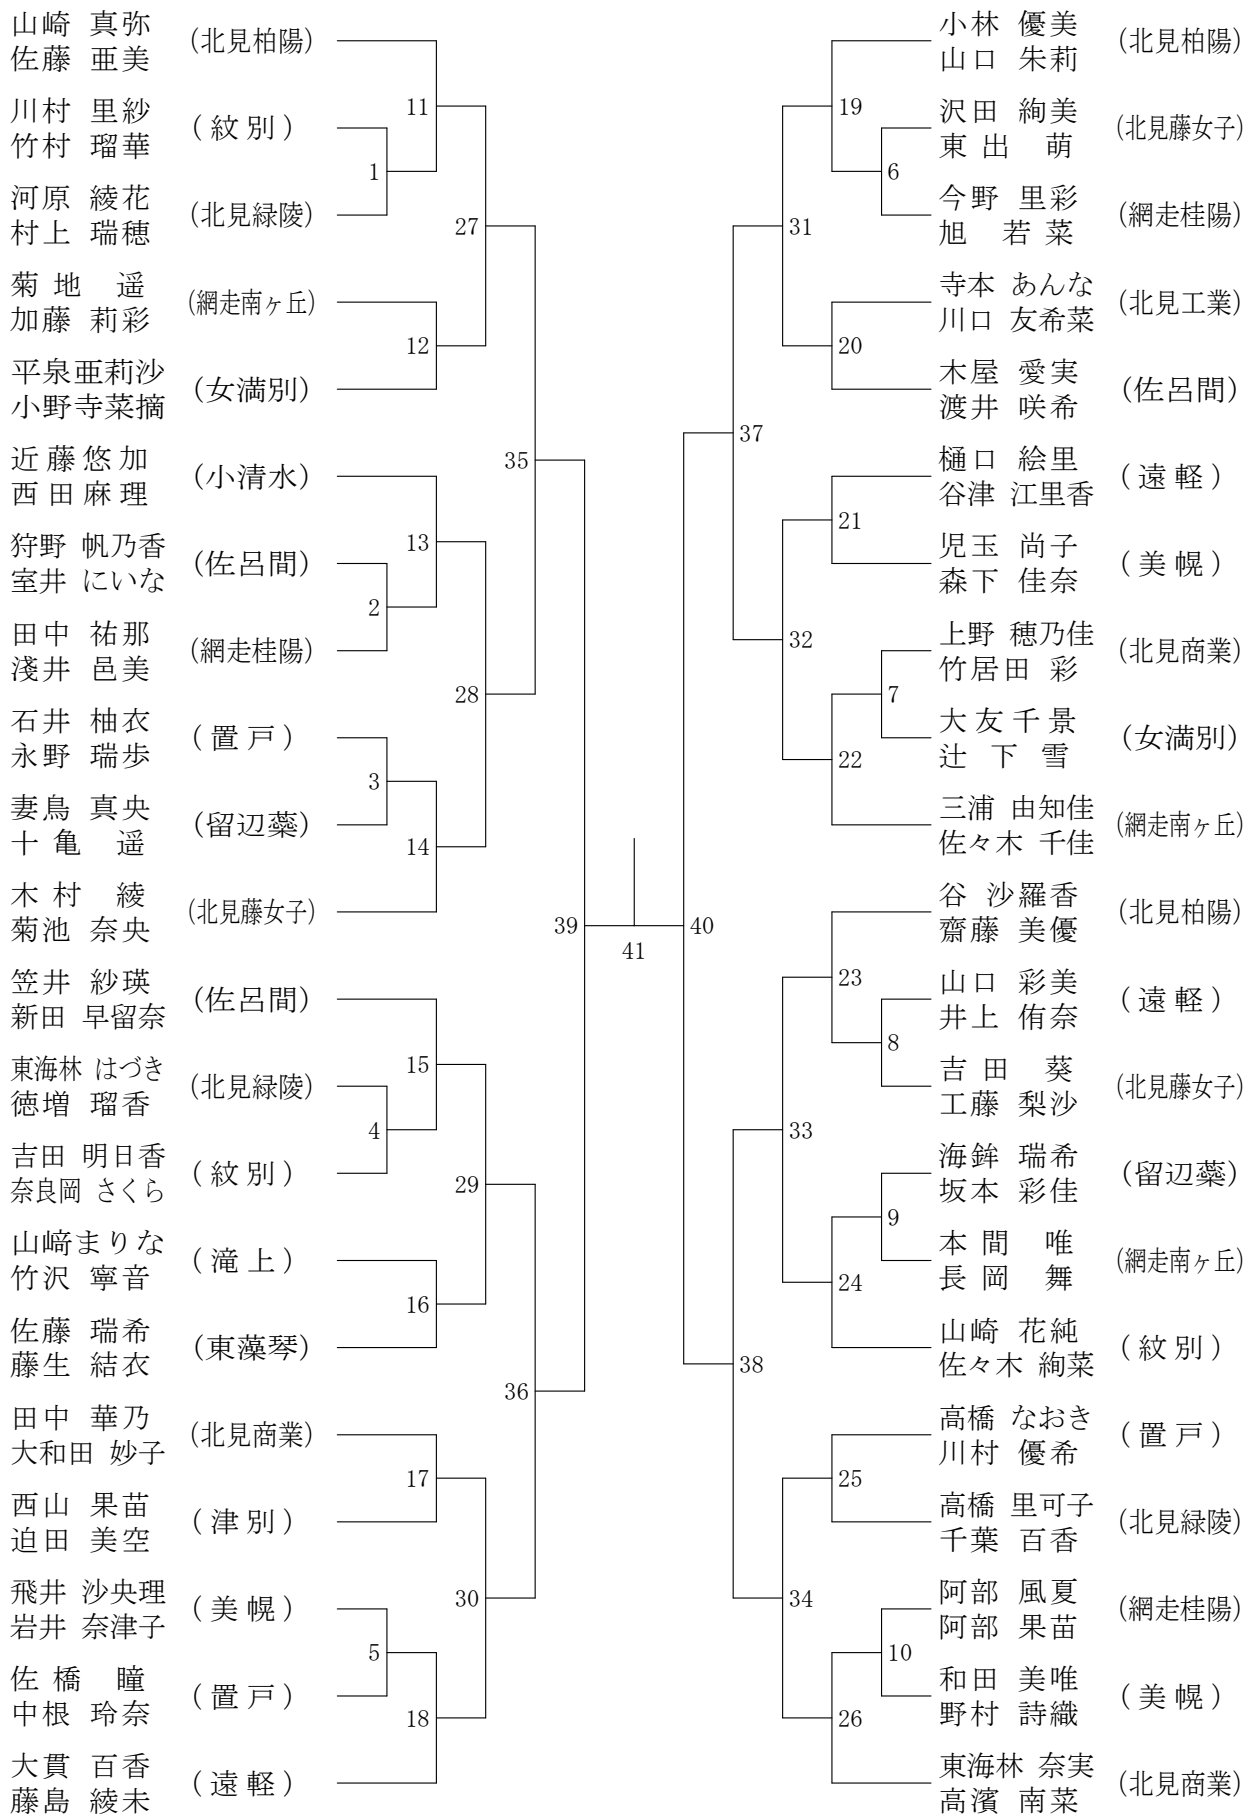 山崎 真弥
佐藤 亜美
(北見柏陽)
川村 里紗
竹村 瑠華
(紋別)
河原 綾花
村上 瑞穂
(北見緑陵)
菊地 遥
加藤 莉彩
(網走南ヶ丘)
平泉亜莉沙
小野寺菜摘
(女満別)
近藤悠加
西田麻理
(小清水)
狩野 帆乃香
室井 にいな
(佐呂間)
田中 祐那
淺井 邑美
(網走桂陽)
石井 柚衣
永野 瑞歩
(置戸)
妻鳥 真央
十亀 遥
(留辺蘂)
木村 綾
菊池 奈央
(北見藤女子)
笠井 紗瑛
新田 早留奈
(佐呂間)
東海林 はづき
徳増 瑠香
(北見緑陵)
吉田 明日香
奈良岡 さくら
(紋別)
山﨑まりな
竹沢 寧音
(滝上)
佐藤 瑞希
藤生 結衣
(東藻琴)
田中 華乃
大和田 妙子
(北見商業)
西山 果苗
迫田 美空
(津別)
飛井 沙央理
岩井 奈津子
(美幌)
佐橋 瞳
中根 玲奈
(置戸)
大貫 百香
藤島 綾未
(遠軽)
11
1
27
12
35
13
2
28
3
14
39
15
4
29
16
36
17
30
5
18
41
40
19
6
31
20
37
21
32
7
22
23
8
33
9
24
38
25
34
10
26
小林 優美
山口 朱莉
(北見柏陽)
沢田 絢美
東出 萌
(北見藤女子)
今野 里彩
旭 若菜
(網走桂陽)
寺本 あんな
川口 友希菜
(北見工業)
木屋 愛実
渡井 咲希
(佐呂間)
樋口 絵里
谷津 江里香
(遠軽)
児玉 尚子
森下 佳奈
(美幌)
上野 穂乃佳
竹居田 彩
(北見商業)
大友千景
辻下 雪
(女満別)
三浦 由知佳
佐々木 千佳
(網走南ヶ丘)
谷 沙羅香
齋藤 美優
(北見柏陽)
山口 彩美
井上 侑奈
(遠軽)
吉田 葵
工藤 梨沙
(北見藤女子)
海鉾 瑞希
坂本 彩佳
(留辺蘂)
本間 唯
長岡 舞
(網走南ヶ丘)
山崎 花純
佐々木 絢菜
(紋別)
高橋 なおき
川村 優希
(置戸)
高橋 里可子
千葉 百香
(北見緑陵)
阿部 風夏
阿部 果苗
(網走桂陽)
和田 美唯
野村 詩織
(美幌)
東海林 奈実
高濱 南菜
(北見商業)